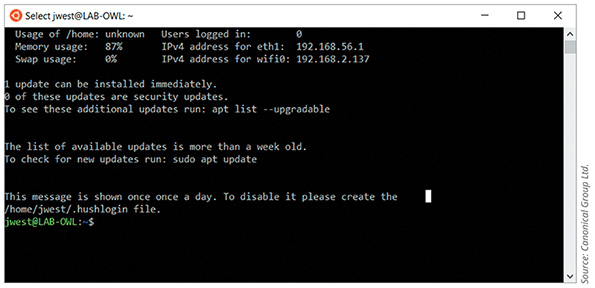 Select jwest@LAB-OWL: ~
Usage of /home: unknown   Users logged in:        0
Memory usage:   87%       IPv4 address for eth1:  192.168.56.1
Swap usage:     0%        IPv4 address for wifi0: 192.168.2.137
1 update can be installed immediately.
0 of these updates are security updates.
To see these additional updates run: apt list --upgradable
The list of available updates is more than a week old.
To check for new updates run: sudo apt update
This message is shown once once a day. To disable it please create the
/home/jwest/.hushlogin file.
jwest@LAB-OWL:~$
Source: Canonical Group Ltd.